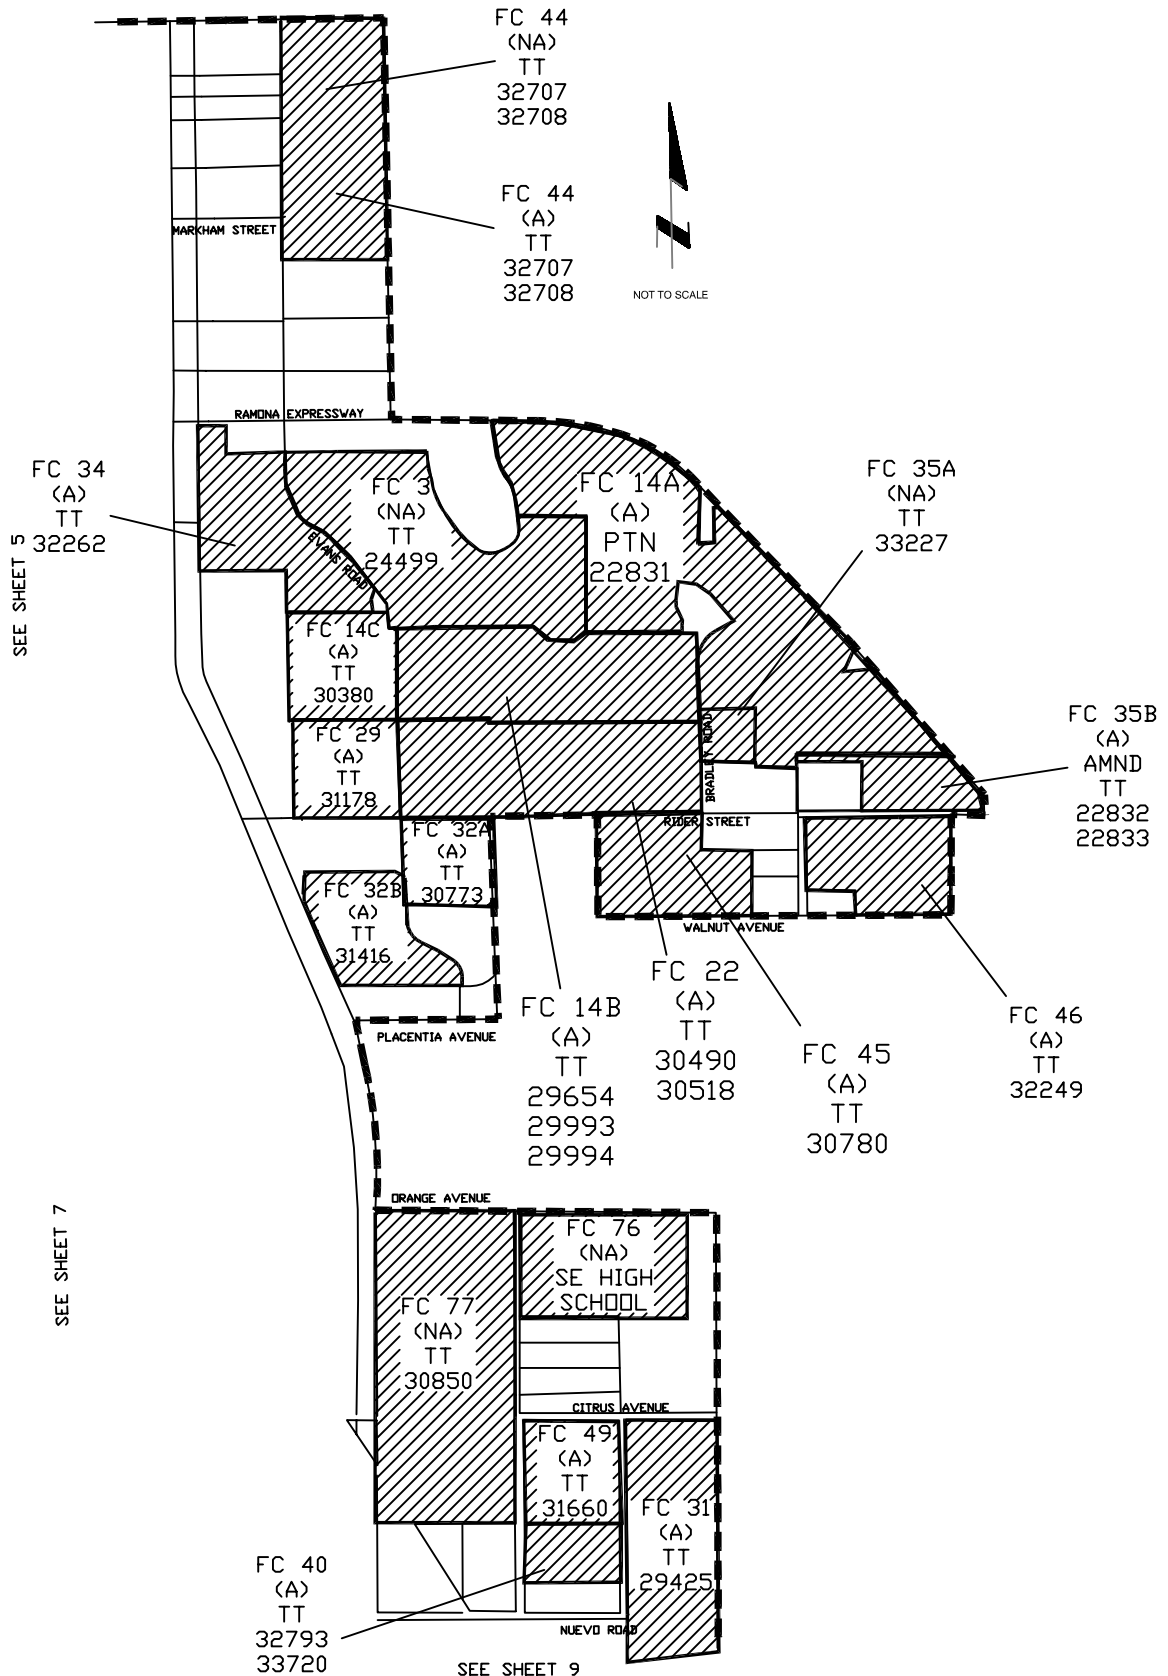 FC 44
(NA)
TT
32707
32708
FC 44
(A)
TT
32707
32708
NOT TO SCALE
MARKHAM STREET
RAMONA EXPRESSWAY
FC 34
(A)
TT
32262
SEE SHEET 5
FC 3
(NA)
TT
24499
EVANS ROAD
FC 14A
(A)
PTN
22831
FC 35A
(NA)
TT
33227
FC 14C
(A)
TT
30380
FC 29
(A)
TT
31178
BRADLEY ROAD
FC 35B
(A)
AMND
TT
22832
22833
RIDER STREET
FC 32A
(A)
TT
30773
FC 32B
(A)
TT
31416
WALNUT AVENUE
PLACENTIA AVENUE
FC 14B
(A)
TT
29654
29993
29994
FC 22
(A)
TT
30490
30518
FC 45
(A)
TT
30780
FC 46
(A)
TT
32249
ORANGE AVENUE
SEE SHEET 7
FC 76
(NA)
SE HIGH
SCHOOL
FC 77
(NA)
TT
30850
CITRUS AVENUE
FC 49
(A)
TT
31660
FC 31
(A)
TT
29425
FC 40
(A)
TT
32793
33720
NUEVO ROAD
SEE SHEET 9